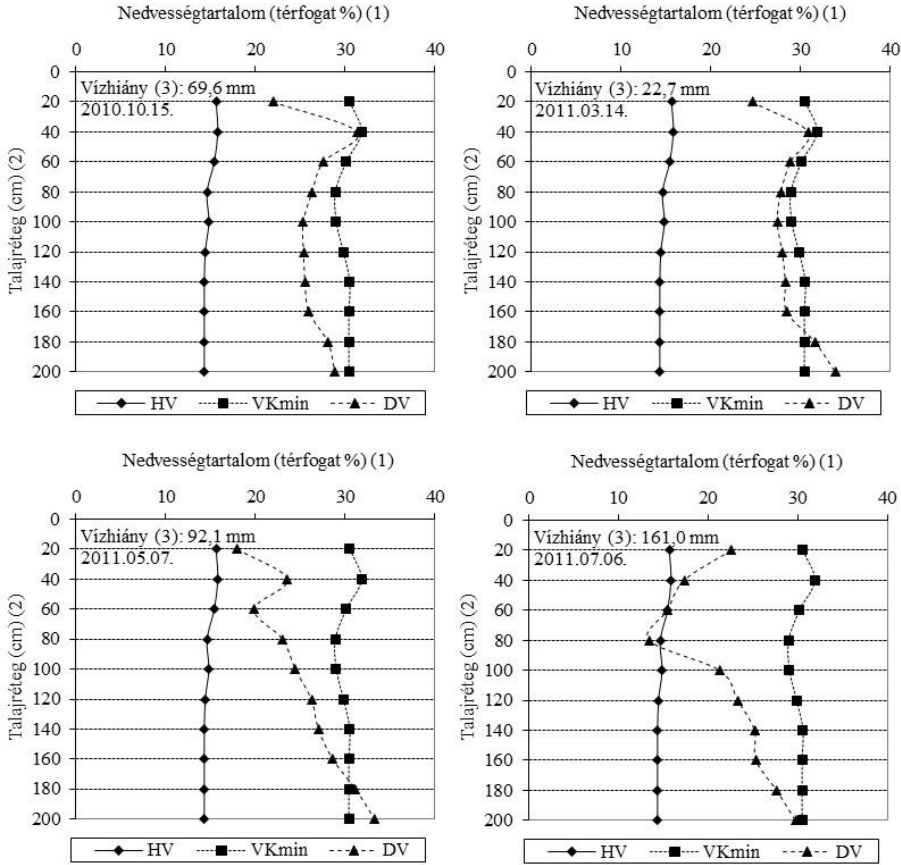 Nedvességtartalom (térfogat %) (1)
0 10 20 30 40
Talajréteg (cm) (2)
0
20
40
60
80
100
120
140
160
180
200
Vízhiány (3): 69,6 mm
2010.10.15.
HV VKmin DV
Nedvességtartalom (térfogat %) (1)
0 10 20 30 40
Talajréteg (cm) (2)
0
20
40
60
80
100
120
140
160
180
200
Vízhiány (3): 22,7 mm
2011.03.14.
HV VKmin DV
Nedvességtartalom (térfogat %) (1)
0 10 20 30 40
Talajréteg (cm) (2)
0
20
40
60
80
100
120
140
160
180
200
Vízhiány (3): 92,1 mm
2011.05.07.
HV VKmin DV
Nedvességtartalom (térfogat %) (1)
0 10 20 30 40
Talajréteg (cm) (2)
0
20
40
60
80
100
120
140
160
180
200
Vízhiány (3): 161,0 mm
2011.07.06.
HV VKmin DV